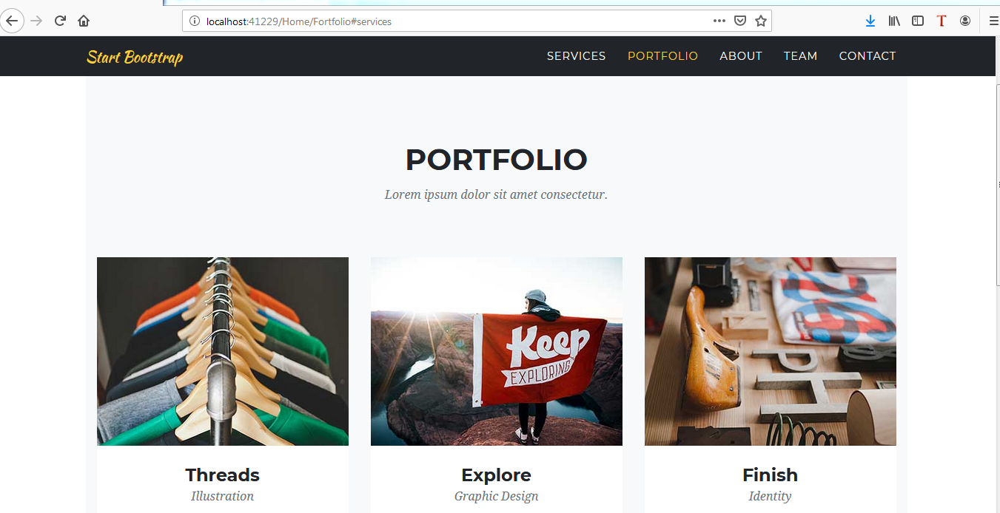 localhost:41229/Home/Fortfolio#services
Start Bootstrap SERVICES PORTFOLIO ABOUT TEAM CONTACT
PORTFOLIO
Lorem ipsum dolor sit amet consectetur.
Keep
EXPLORING
PH
Threads Explore Finish
Illustration Graphic Design Identity